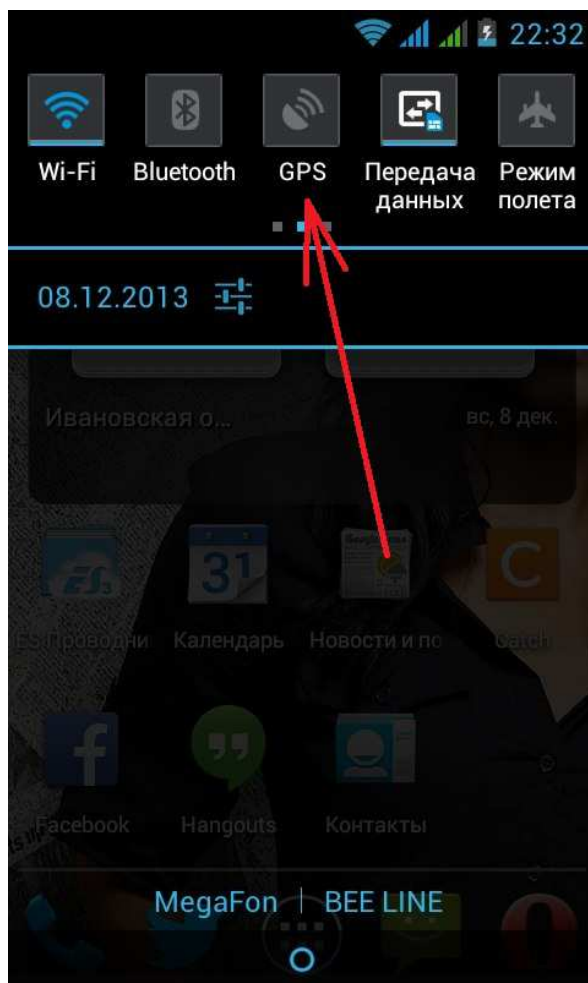 22:32
Wi-Fi Bluetooth GPS Передача данных Режим полета
08.12.2013
Ивановская о... вс, 8 дек.
31
ES Проводни Календарь Новости и по Catch
Facebook Hangouts Контакты
MegaFon | BEE LINE